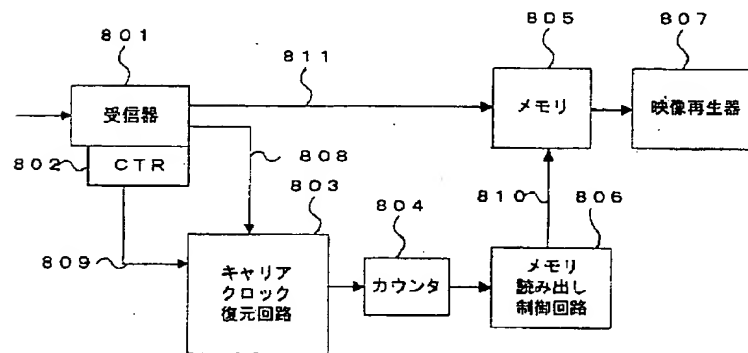 801
受信器
802
CTR
811
808
809
803
キャリア
クロック
復元回路
804
カウンタ
805
メモリ
807
映像再生器
810
806
メモリ
読み出し
制御回路